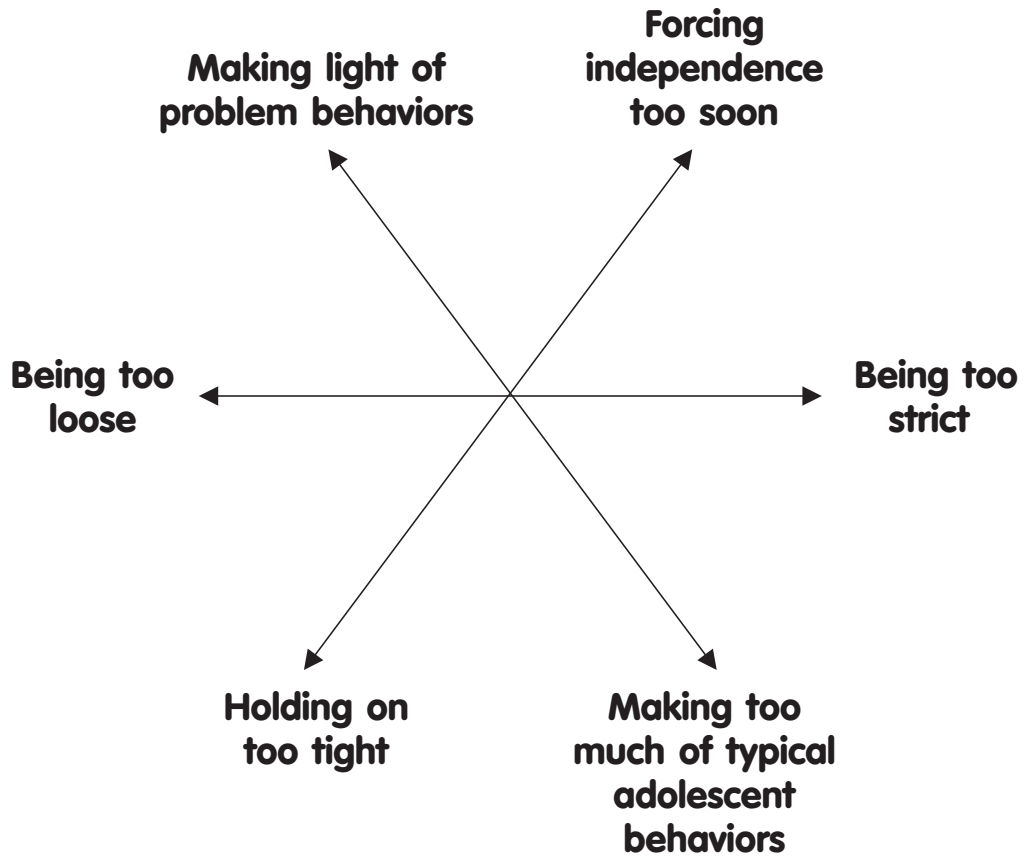 Making light of
problem behaviors
Forcing
independence
too soon
Being too
loose
Being too
strict
Holding on
too tight
Making too
much of typical
adolescent
behaviors